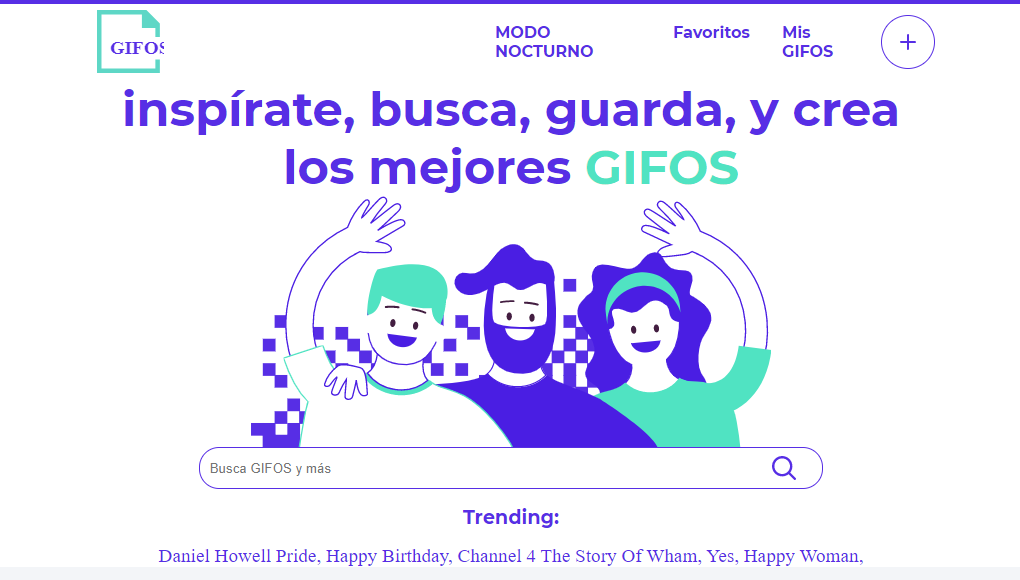 GIFOS
MODO
NOCTURNO
Favoritos
Mis
GIFOS
inspírate, busca, guarda, y crea
los mejores GIFOS
Busca GIFOS y más
Trending:
Daniel Howell Pride, Happy Birthday, Channel 4 The Story Of Wham, Yes, Happy Woman,